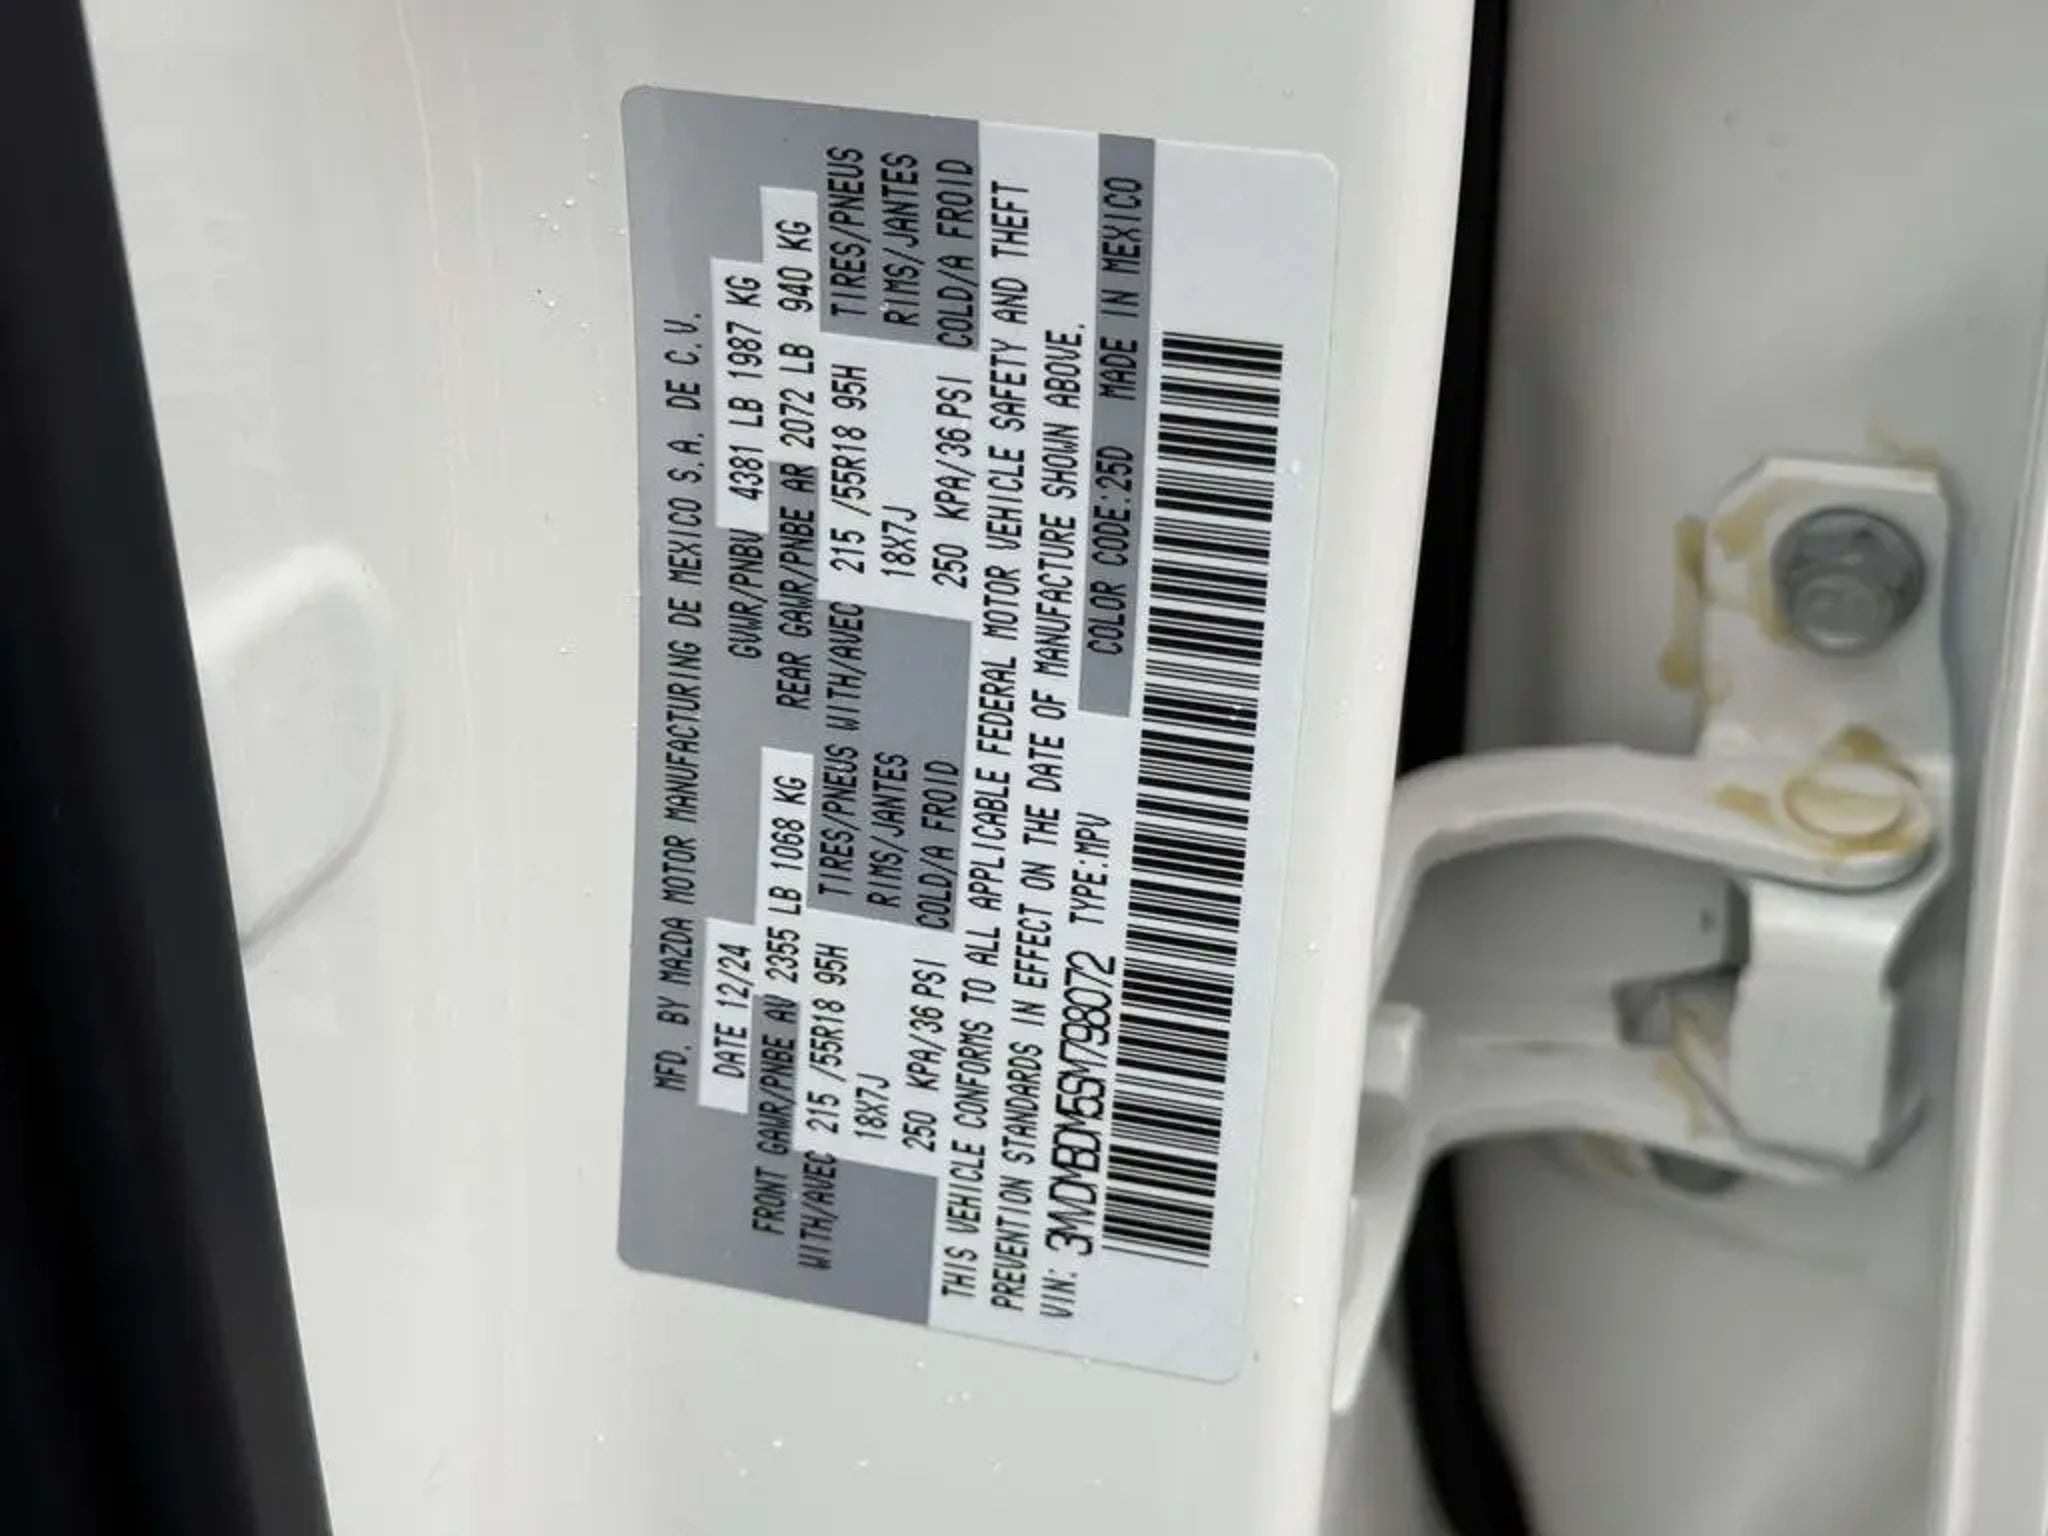 MFD. BY MAZDA MOTOR MANUFACTURING DE MEXICO S.A. DE C.V.
DATE 12/24 GVWR/PNBV 4381 LB 1987 KG
FRONT GAWR/PNBE AV 2355 LB 1068 KG REAR GAWR/PNBE AR 2072 LB 940 KG
WITH/AVEC 215 /55R18 95H TIRES/PNEUS WITH/AVEC 215 /55R18 95H TIRES/PNEUS
18X7J RIMS/JANTES 18X7J RIMS/JANTES
250 KPA/36 PSI COLD/A FROID 250 KPA/36 PSI COLD/A FROID
THIS VEHICLE CONFORMS TO ALL APPLICABLE FEDERAL MOTOR VEHICLE SAFETY AND THEFT
PREVENTION STANDARDS IN EFFECT ON THE DATE OF MANUFACTURE SHOWN ABOVE.
VIN: 3MVDMBDM5SM798072 TYPE:MPV COLOR CODE:25D MADE IN MEXICO